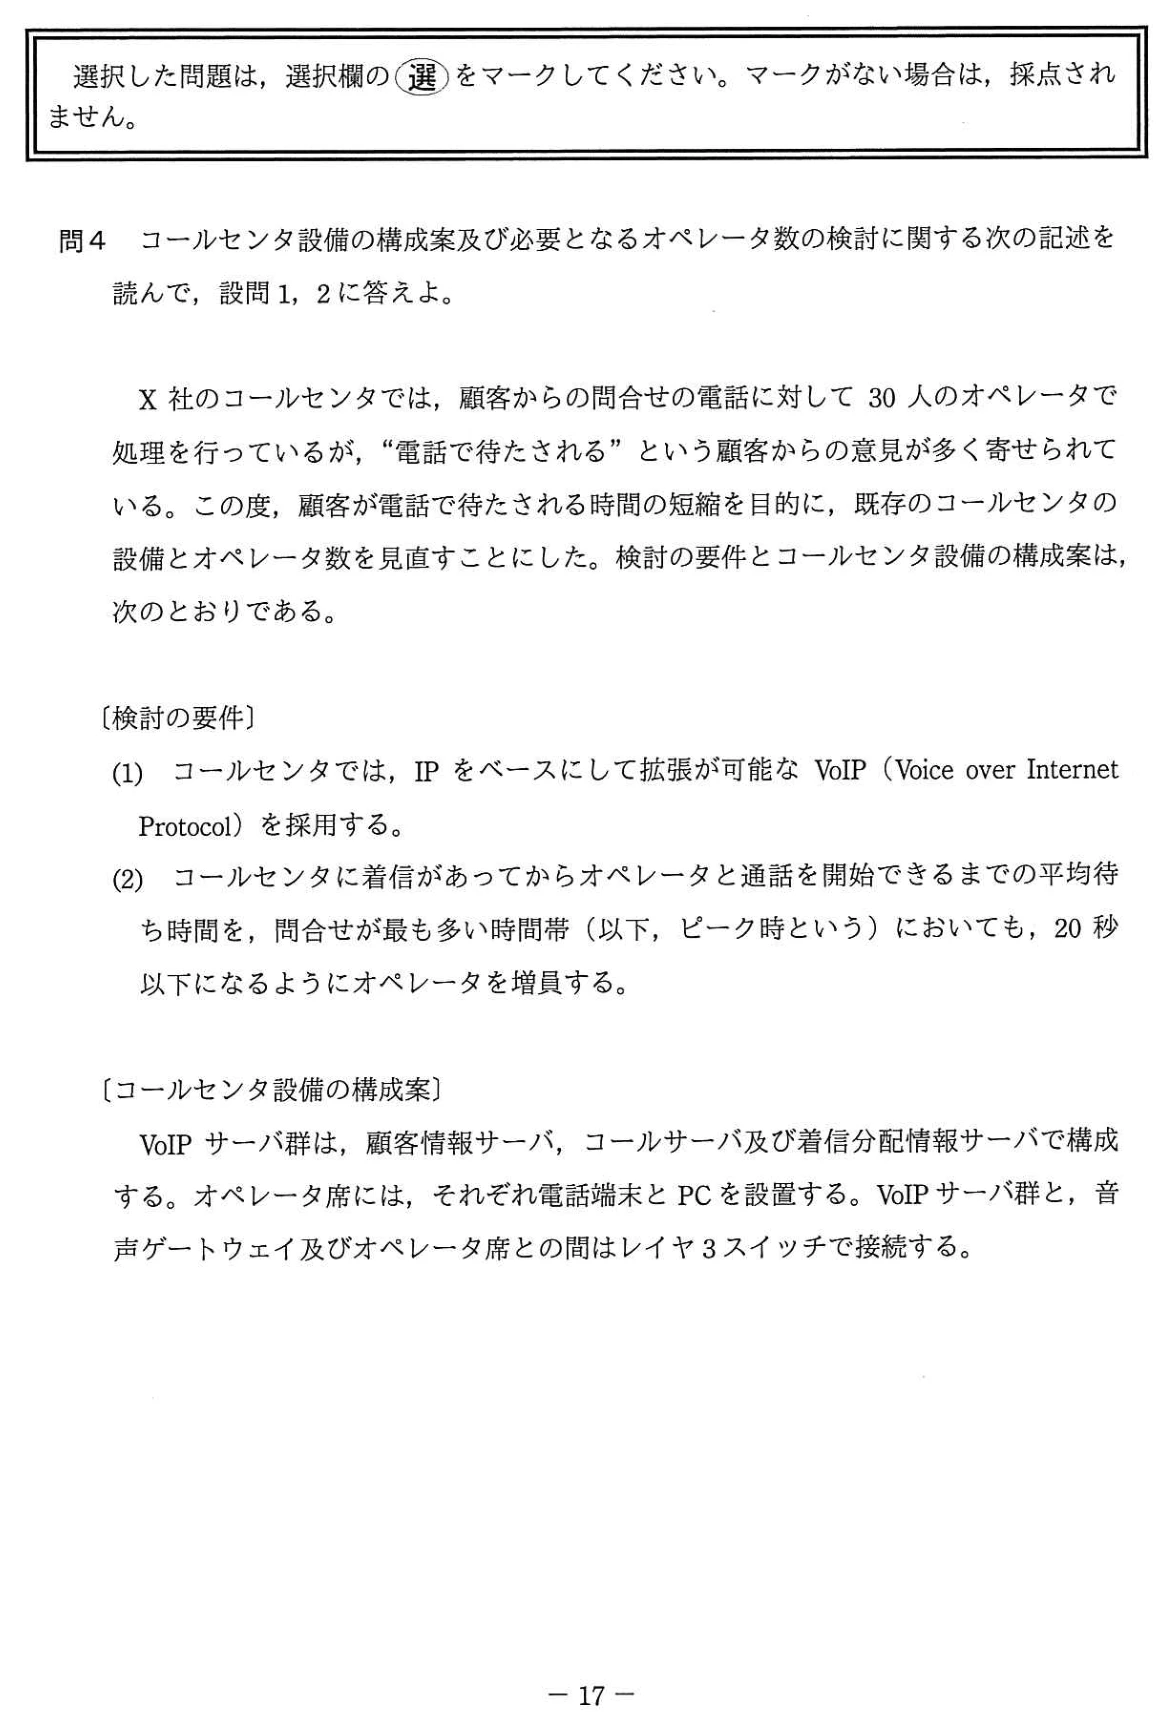 選択した問題は，選択欄の㊙をマークしてください。マークがない場合は，採点され
ません。
問4　コールセンタ設備の構成案及び必要となるオペレータ数の検討に関する次の記述を
読んで，設問1，2に答えよ。
X 社のコールセンタでは，顧客からの問合せの電話に対して 30 人のオペレータで
処理を行っているが，“電話で待たされる” という顧客からの意見が多く寄せられて
いる。この度，顧客が電話で待たされる時間の短縮を目的に，既存のコールセンタの
設備とオペレータ数を見直すことにした。検討の要件とコールセンタ設備の構成案は，
次のとおりである。
〔検討の要件〕
(1)　コールセンタでは，IP をベースにして拡張が可能な VoIP（Voice over Internet
Protocol）を採用する。
(2)　コールセンタに着信があってからオペレータと通話を開始できるまでの平均待
ち時間を，問合せが最も多い時間帯（以下，ピーク時という）においても，20 秒
以下になるようにオペレータを増員する。
〔コールセンタ設備の構成案〕
VoIP サーバ群は，顧客情報サーバ，コールサーバ及び着信分配情報サーバで構成
する。オペレータ席には，それぞれ電話端末と PC を設置する。VoIP サーバ群と，音
声ゲートウェイ及びオペレータ席との間はレイヤ3スイッチで接続する。
－ 17 －